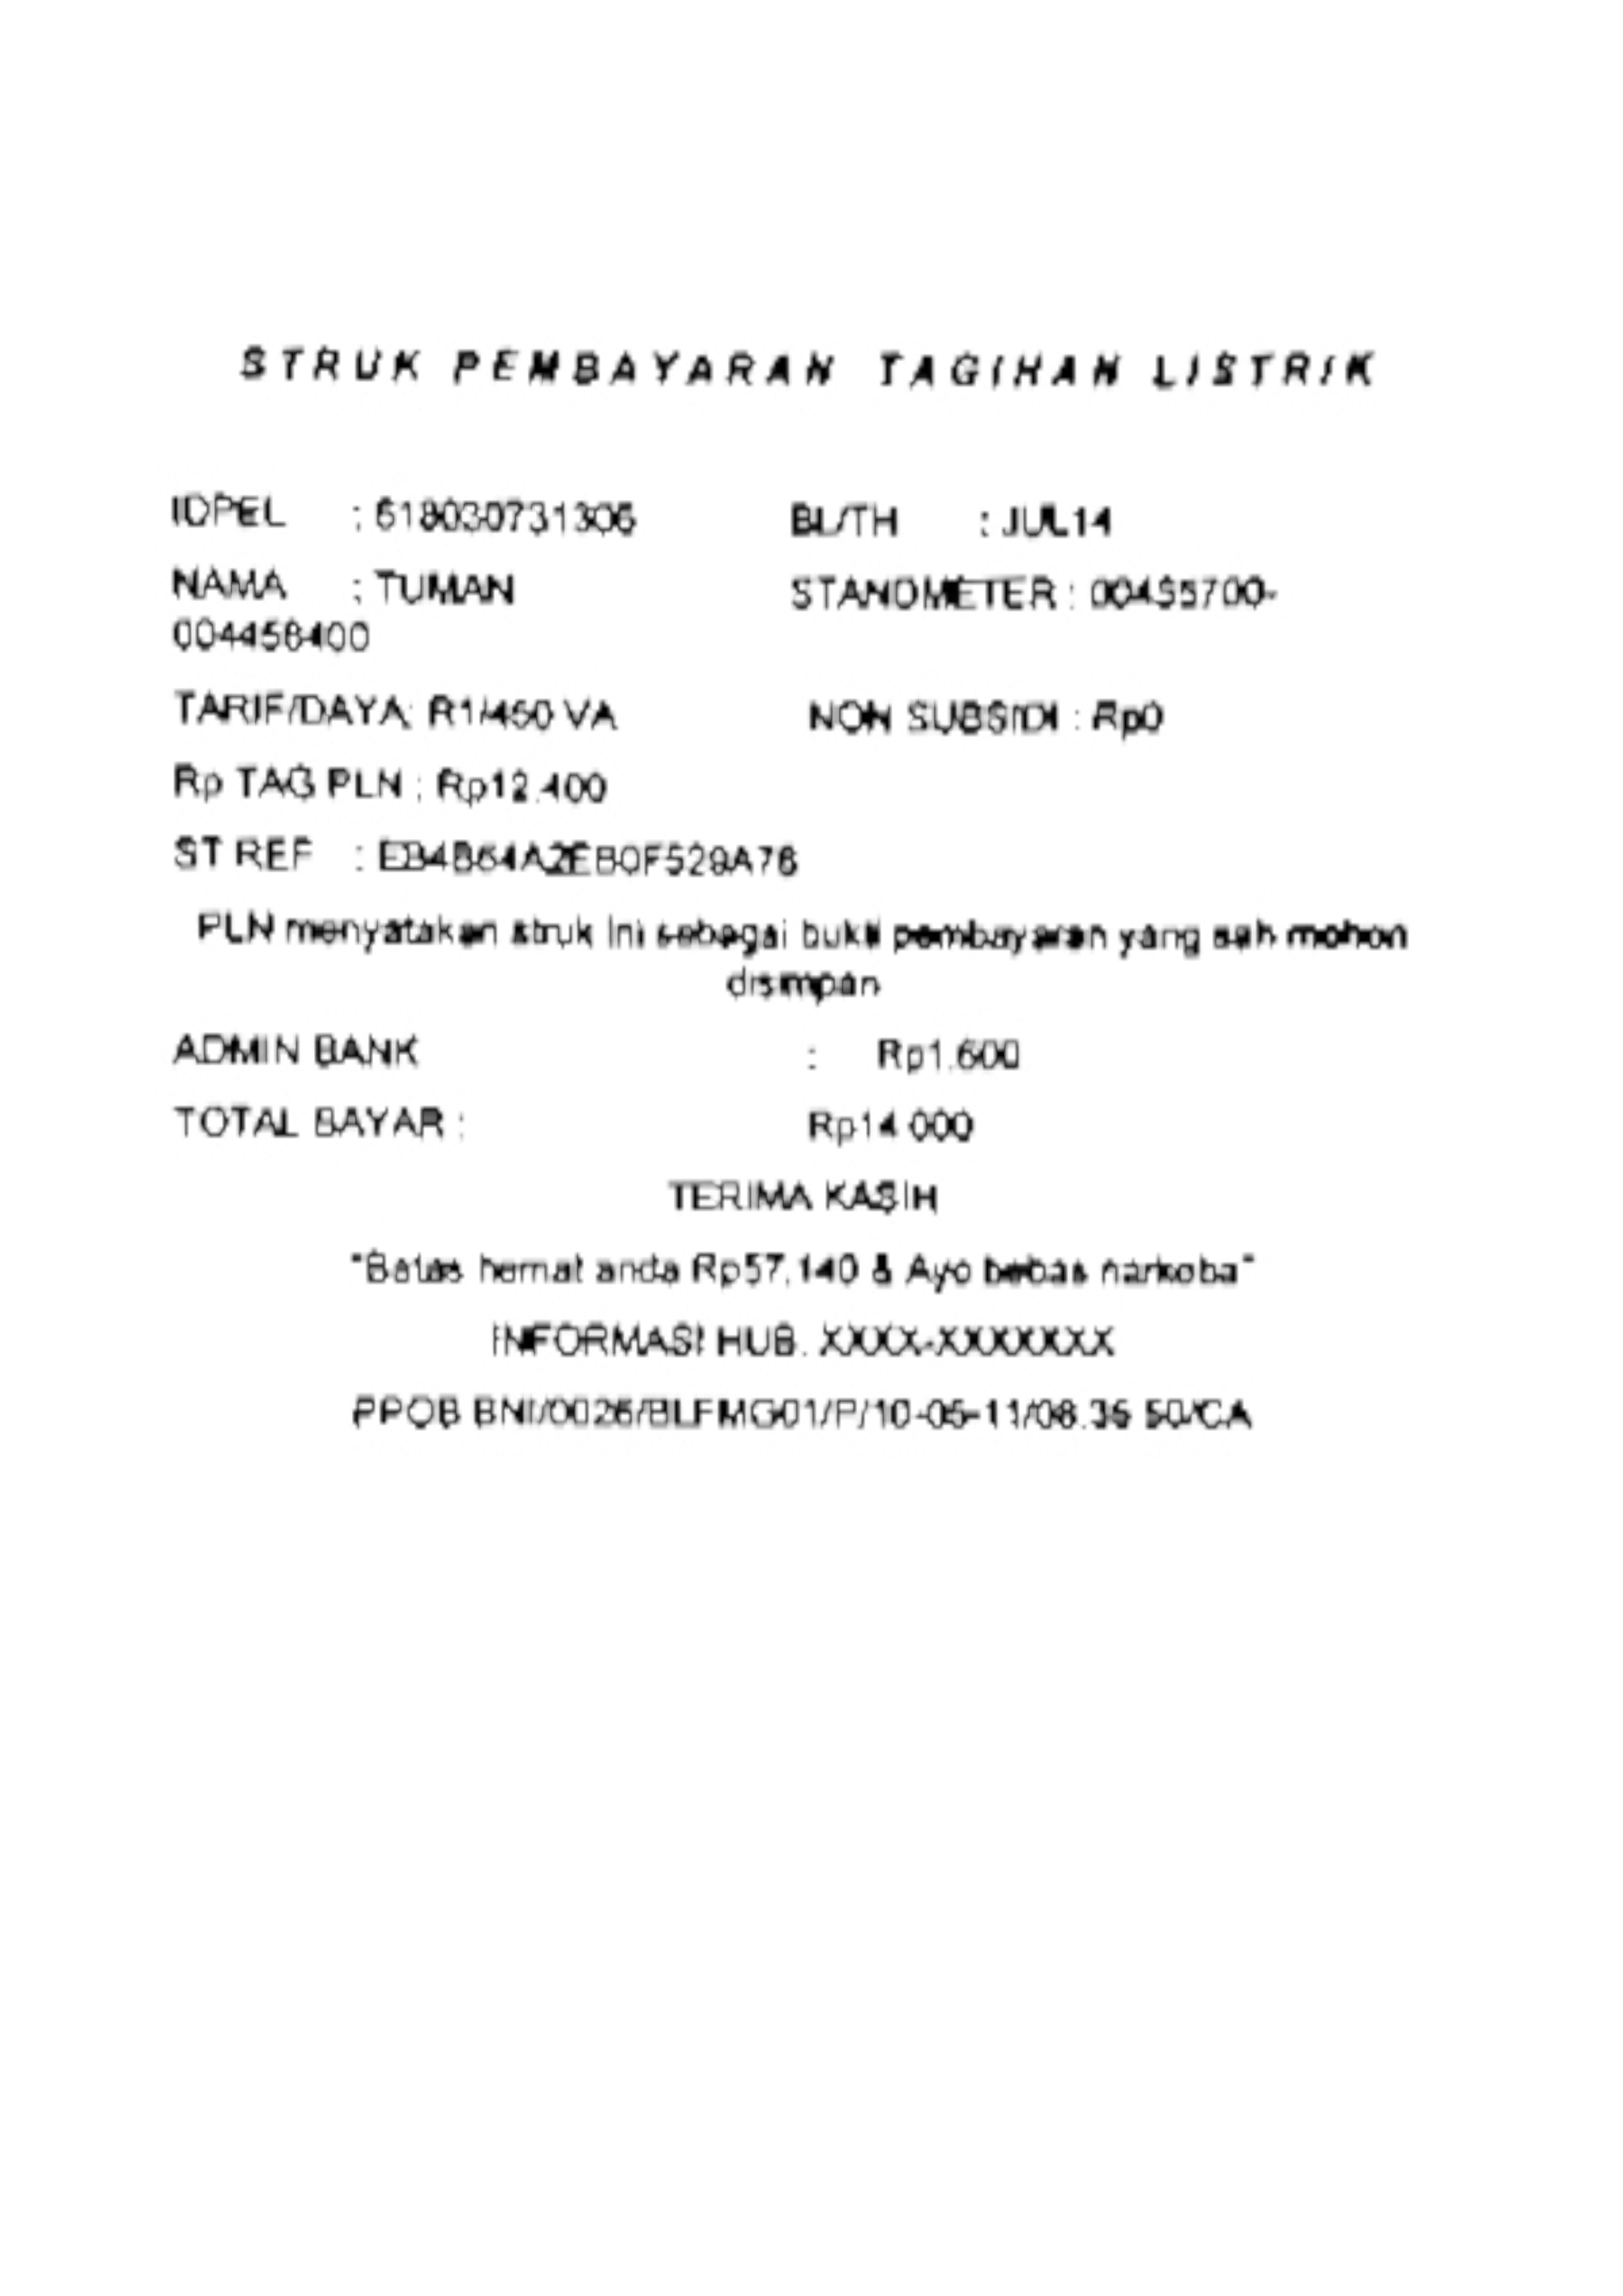 STRUK PEMBAYARAN TAGIHAN LISTRIK
IDPEL : 518030731305 BL/TH : JUL14
NAMA : TUMAN STANDMETER : 00455700-
004458400
TARIF/DAYA: R1/450 VA NON SUBSIDI : Rp0
Rp TAG PLN : Rp12.400
ST REF : EB4B64A2EB0F529A76
PLN menyatakan struk Ini sebagai bukti pembayaran yang sah mohon
disimpan
ADMIN BANK : Rp1.600
TOTAL BAYAR : Rp14.000
TERIMA KASIH
"Batas hemat anda Rp57.140 & Ayo bebas narkoba"
INFORMASI HUB. XXXX-XXXXXXX
PPOB BNI/0026/BLFMG01/P/10-05-11/08.35 50/CA